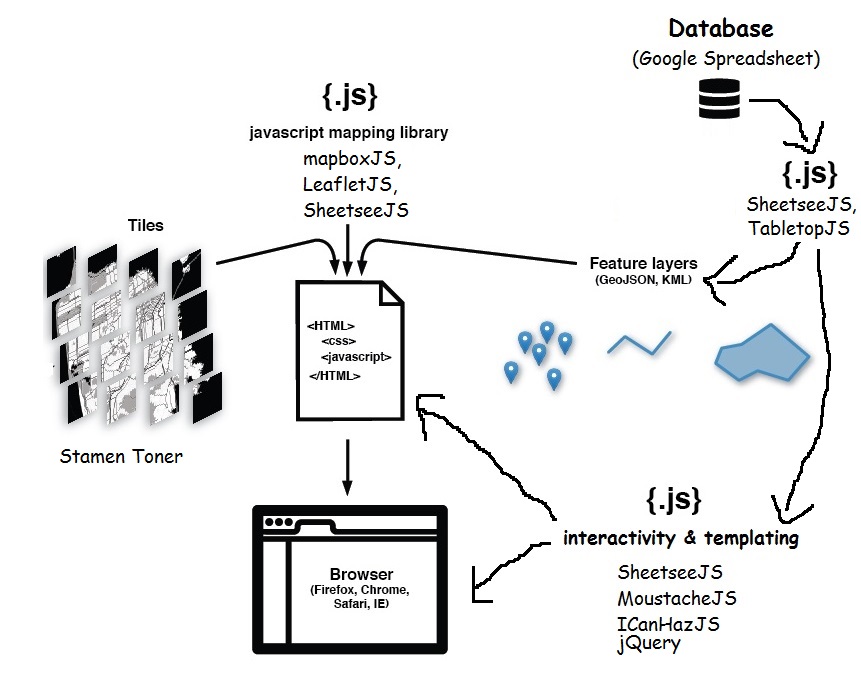 Database
(Google Spreadsheet)
{.js}
javascript mapping library
mapboxJS,
LeafletJS,
SheetseeJS
{.js}
SheetseeJS,
TabletopJS
Tiles
Feature layers
(GeoJSON, KML)
<HTML>
<css>
<javascript>
</HTML>
Stamen Toner
{.js}
interactivity & templating
SheetseeJS
MoustacheJS
ICanHazJS
jQuery
Browser
(Firefox, Chrome,
Safari, IE)